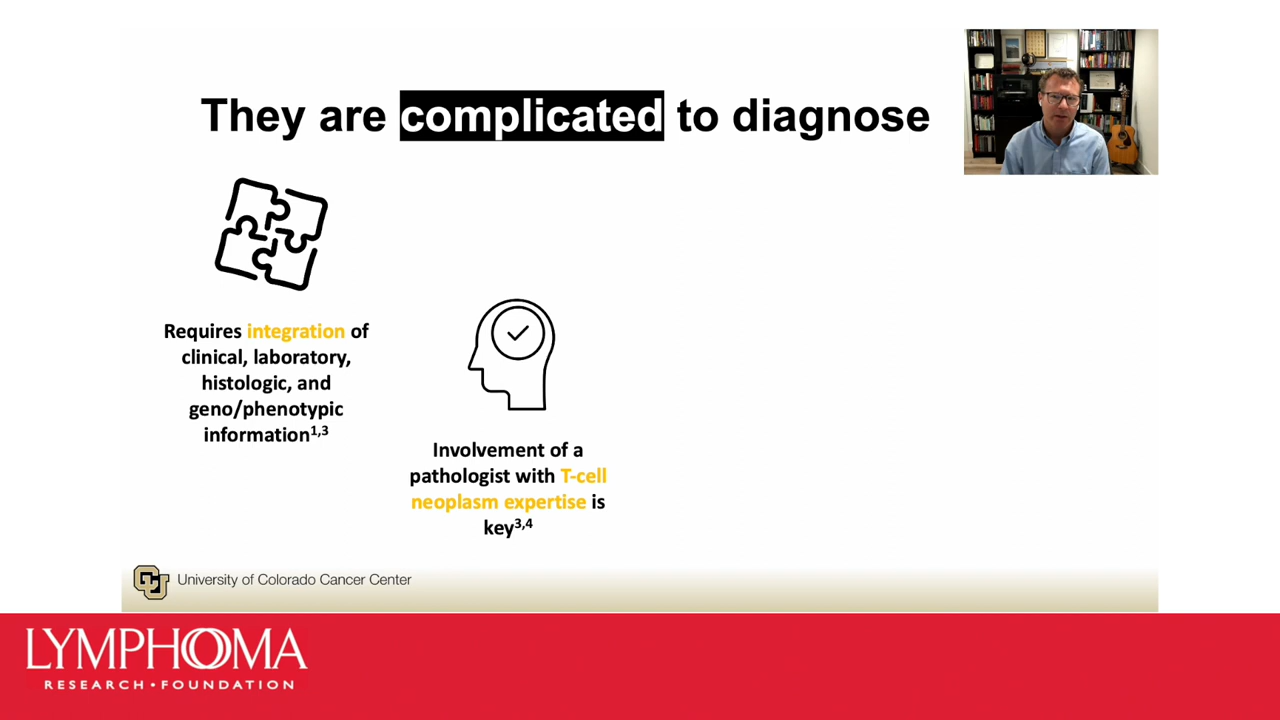 They are complicated to diagnose
Requires integration of
clinical, laboratory,
histologic, and
geno/phenotypic
information1,3
Involvement of a
pathologist with T-cell
neoplasm expertise is
key3,4
University of Colorado Cancer Center
LYMPHOMA
RESEARCH • FOUNDATION